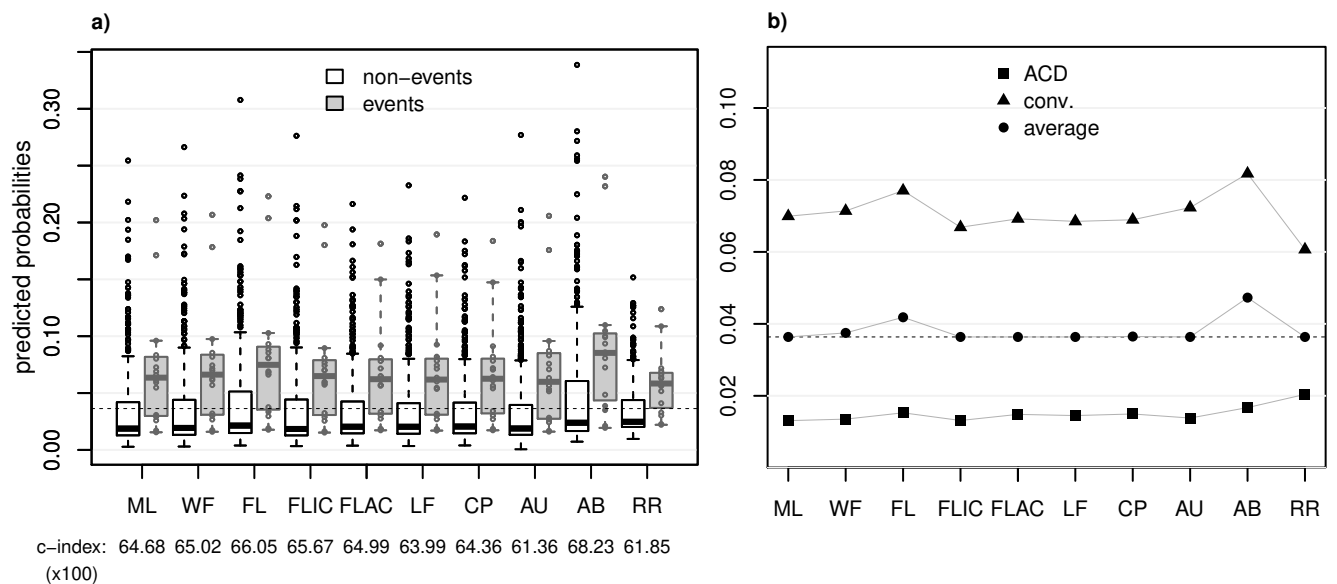 a)
non−events
events
predicted probabilities
0.00
0.10
0.20
0.30
ML WF FL FLIC FLAC LF CP AU AB RR
c−index: 64.68 65.02 66.05 65.67 64.99 63.99 64.36 61.36 68.23 61.85
(x100)
b)
ACD
conv.
average
0.02
0.04
0.06
0.08
0.10
ML WF FL FLIC FLAC LF CP AU AB RR